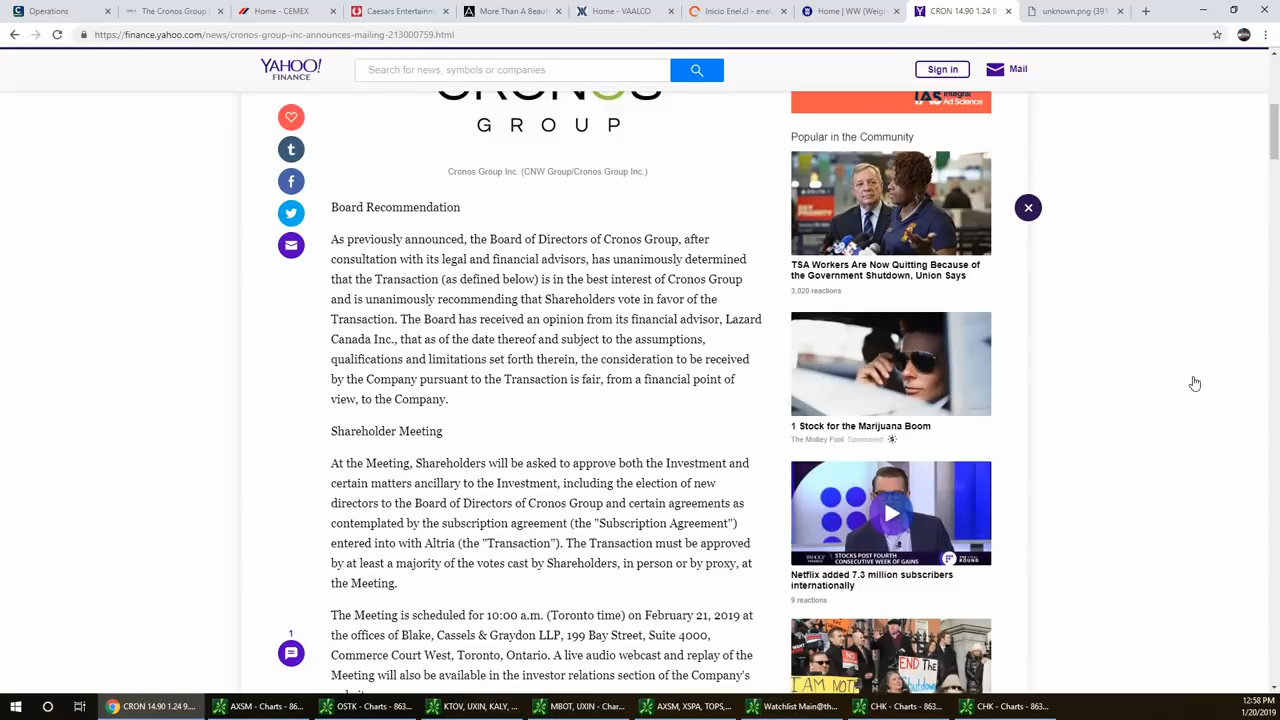 Operations
The Cronos Group
Home - CEMEX
Caesars Entertainm
More Than A Beaut
Home - VAALCO
Inicio Enel.cl - enel.
Home | WW (Weigh
CRON 14.90 1.24 9
unknown.png (391
https://finance.yahoo.com/news/cronos-group-inc-announces-mailing-213000759.html
YAHOO!
FINANCE
Search for news, symbols or companies
Sign in
Mail
CRONOS
GROUP
Cronos Group Inc. (CNW Group/Cronos Group Inc.)
Board Recommendation
As previously announced, the Board of Directors of Cronos Group, after
consultation with its legal and financial advisors, has unanimously determined
that the Transaction (as defined below) is in the best interest of Cronos Group
and is unanimously recommending that Shareholders vote in favor of the
Transaction. The Board has received an opinion from its financial advisor, Lazard
Canada Inc., that as of the date thereof and subject to the assumptions,
qualifications and limitations set forth therein, the consideration to be received
by the Company pursuant to the Transaction is fair, from a financial point of
view, to the Company.
Shareholder Meeting
At the Meeting, Shareholders will be asked to approve both the Investment and
certain matters ancillary to the Investment, including the election of new
directors to the Board of Directors of Cronos Group and certain agreements as
contemplated by the subscription agreement (the "Subscription Agreement")
entered into with Altria (the "Transaction"). The Transaction must be approved
by at least a majority of the votes cast by Shareholders, in person or by proxy, at
the Meeting.
The Meeting is scheduled for 10:00 a.m. (Toronto time) on February 21, 2019 at
the offices of Blake, Cassels & Graydon LLP, 199 Bay Street, Suite 4000,
Commerce Court West, Toronto, Ontario. A live audio webcast and replay of the
Meeting will also be available in the investor relations section of the Company's
1
IAS Integral
Ad Science
Popular in the Community
TSA Workers Are Now Quitting Because of
the Government Shutdown, Union Says
3,020 reactions
1 Stock for the Marijuana Boom
The Motley Fool Sponsored
YAHOO! FINANCE
STOCKS POST FOURTH
CONSECUTIVE WEEK OF GAINS
Netflix added 7.3 million subscribers
internationally
9 reactions
END THE
Shutdown
I AM NOT
CRON 14.90 1.24 9...
AXSM - Charts - 86...
OSTK - Charts - 863...
KTOV, UXIN, KALY, ...
MBOT, UXIN - Char...
AXSM, XSPA, TOPS,...
Watchlist Main@th...
CHK - Charts - 863...
CHK - Charts - 863...
12:58 PM
1/20/2019